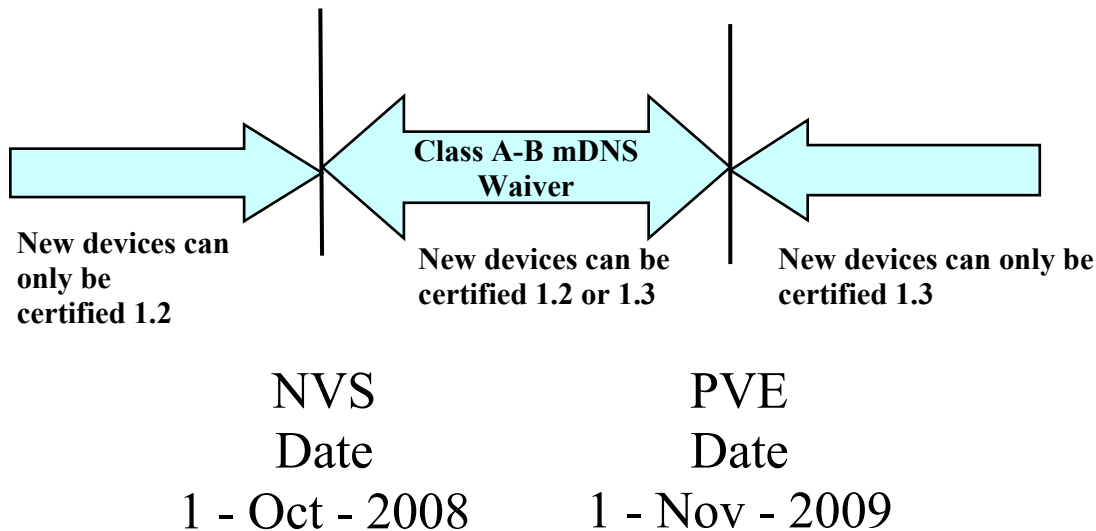 Class A-B mDNS
Waiver
New devices can
only be
certified 1.2
New devices can be
certified 1.2 or 1.3
New devices can only be
certified 1.3
NVS
Date
1 - Oct - 2008
PVE
Date
1 - Nov - 2009